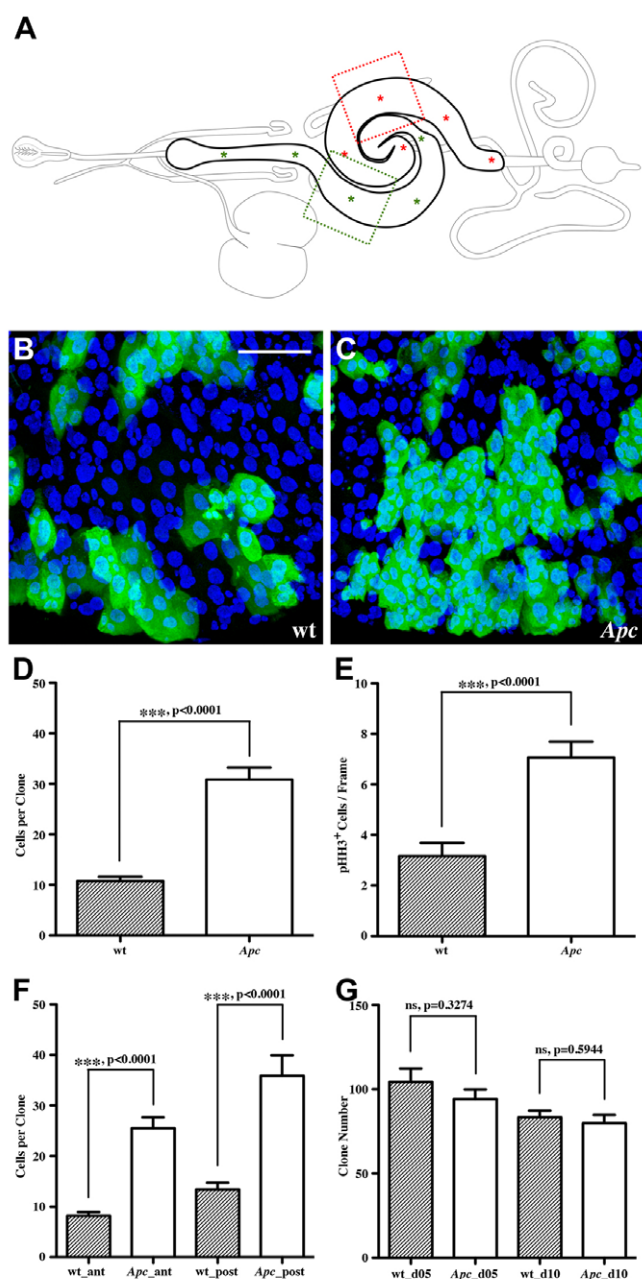 A
B
wt
C
Apc
D
50
40
30
20
10
0
Cells per Clone
***, p<0.0001
wt
Apc
E
10
8
6
4
2
0
pHH3+ Cells / Frame
***, p<0.0001
wt
Apc
F
50
40
30
20
10
0
Cells per Clone
***, p<0.0001
***, p<0.0001
wt_ant
Apc_ant
wt_post
Apc_post
G
150
100
50
0
Clone Number
ns, p=0.3274
ns, p=0.5944
wt_d05
Apc_d05
wt_d10
Apc_d10